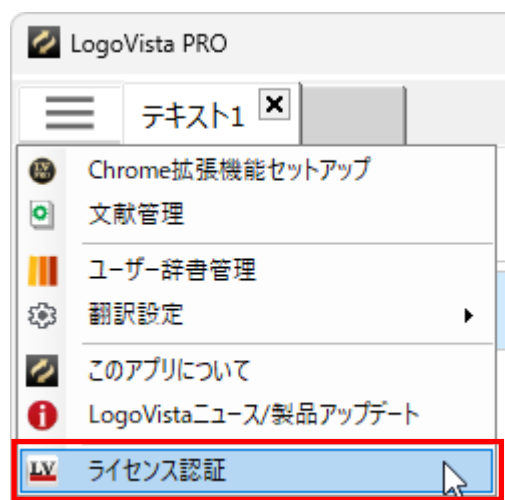 LogoVista PRO
テキスト1
Chrome拡張機能セットアップ
文献管理
ユーザー辞書管理
翻訳設定
このアプリについて
LogoVistaニュース/製品アップデート
LV ライセンス認証